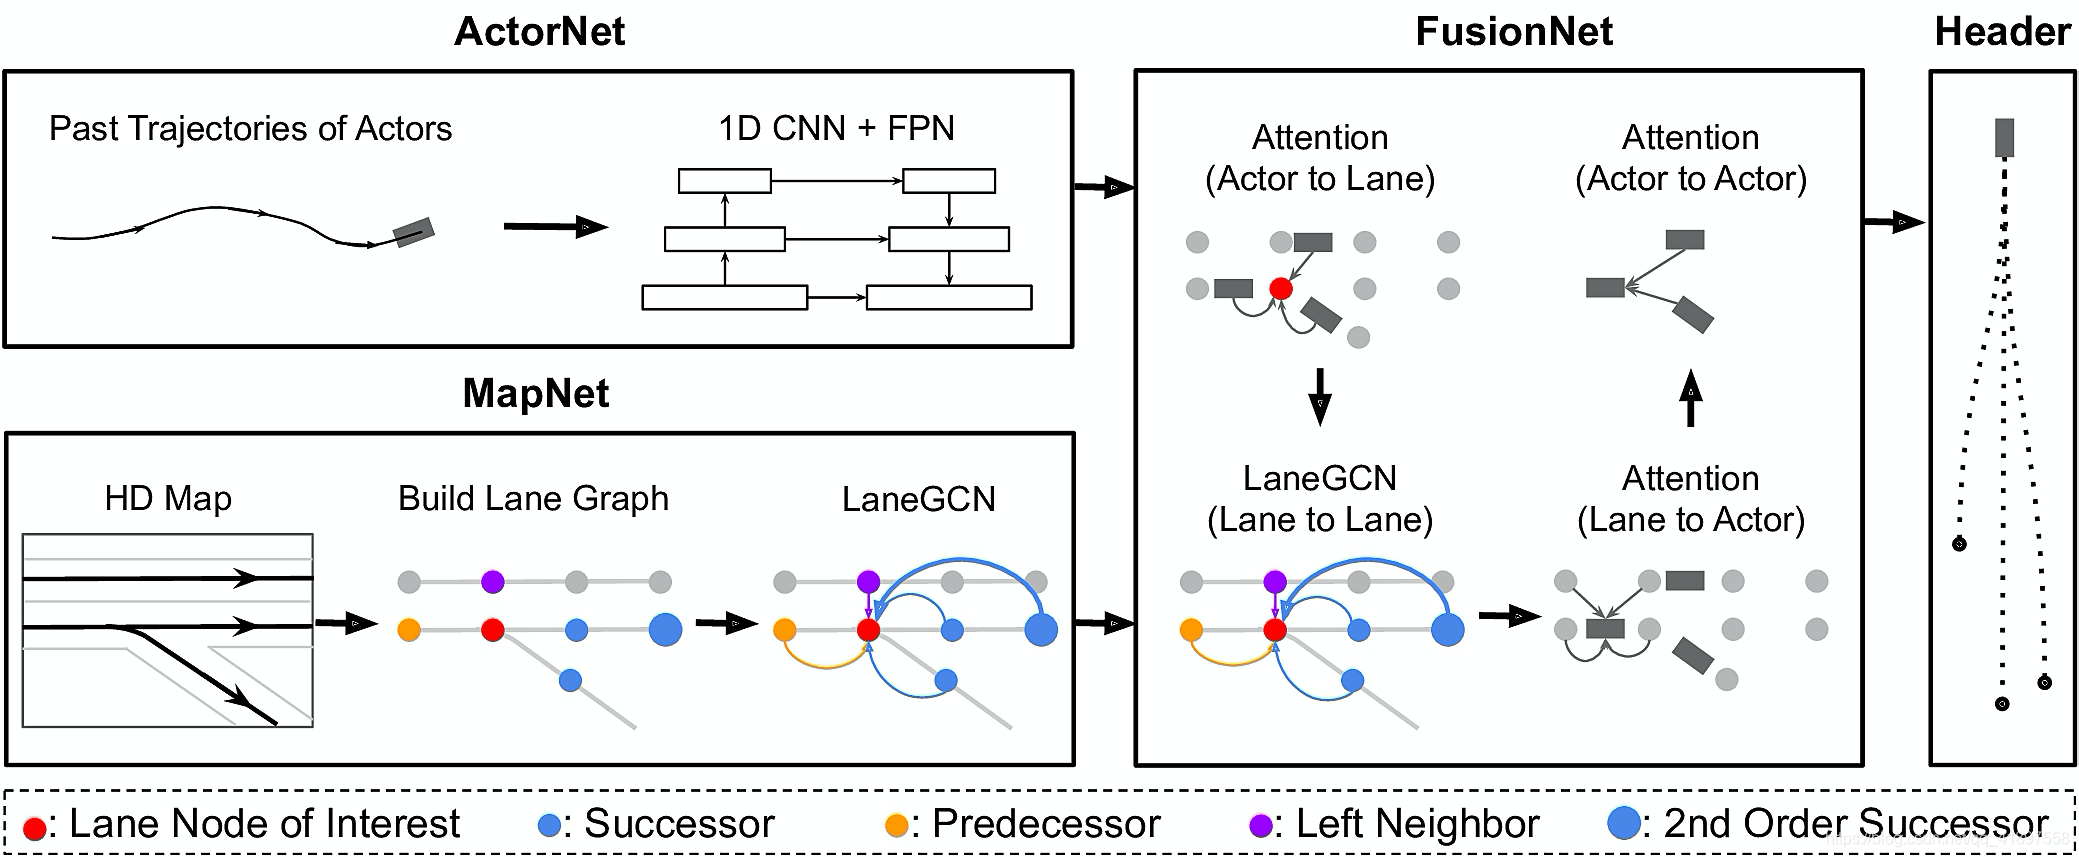 ActorNet
Past Trajectories of Actors
1D CNN + FPN
MapNet
HD Map
Build Lane Graph
LaneGCN
FusionNet
Attention
(Actor to Lane)
Attention
(Actor to Actor)
LaneGCN
(Lane to Lane)
Attention
(Lane to Actor)
Header
: Lane Node of Interest
: Successor
: Predecessor
: Left Neighbor
: 2nd Order Successor